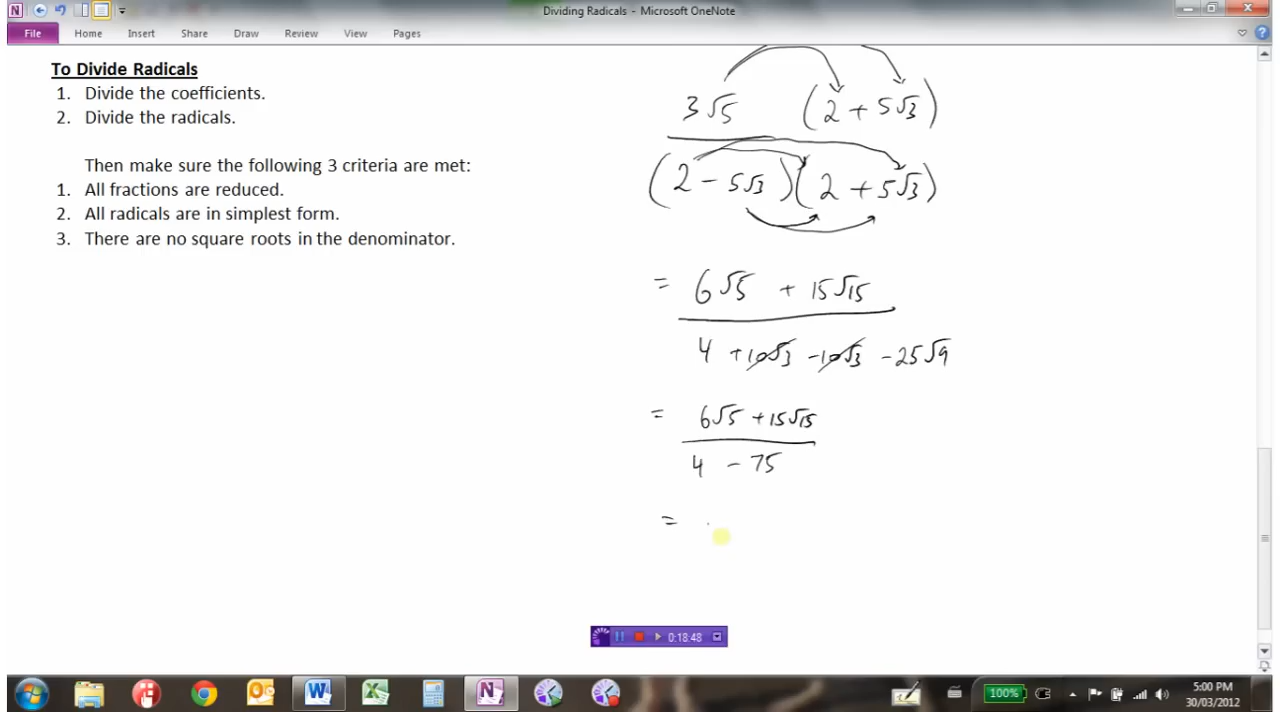 Dividing Radicals - Microsoft OneNote
File Home Insert Share Draw Review View Pages
To Divide Radicals
1. Divide the coefficients.
2. Divide the radicals.
Then make sure the following 3 criteria are met:
1. All fractions are reduced.
2. All radicals are in simplest form.
3. There are no square roots in the denominator.
3√5 (2 + 5√3)
(2 - 5√3)(2 + 5√3)
= 6√5 + 15√15
4 + 10√3 - 10√3 - 25√9
= 6√5 + 15√15
4 - 75
=
0:18:48
100%
5:00 PM
30/03/2012